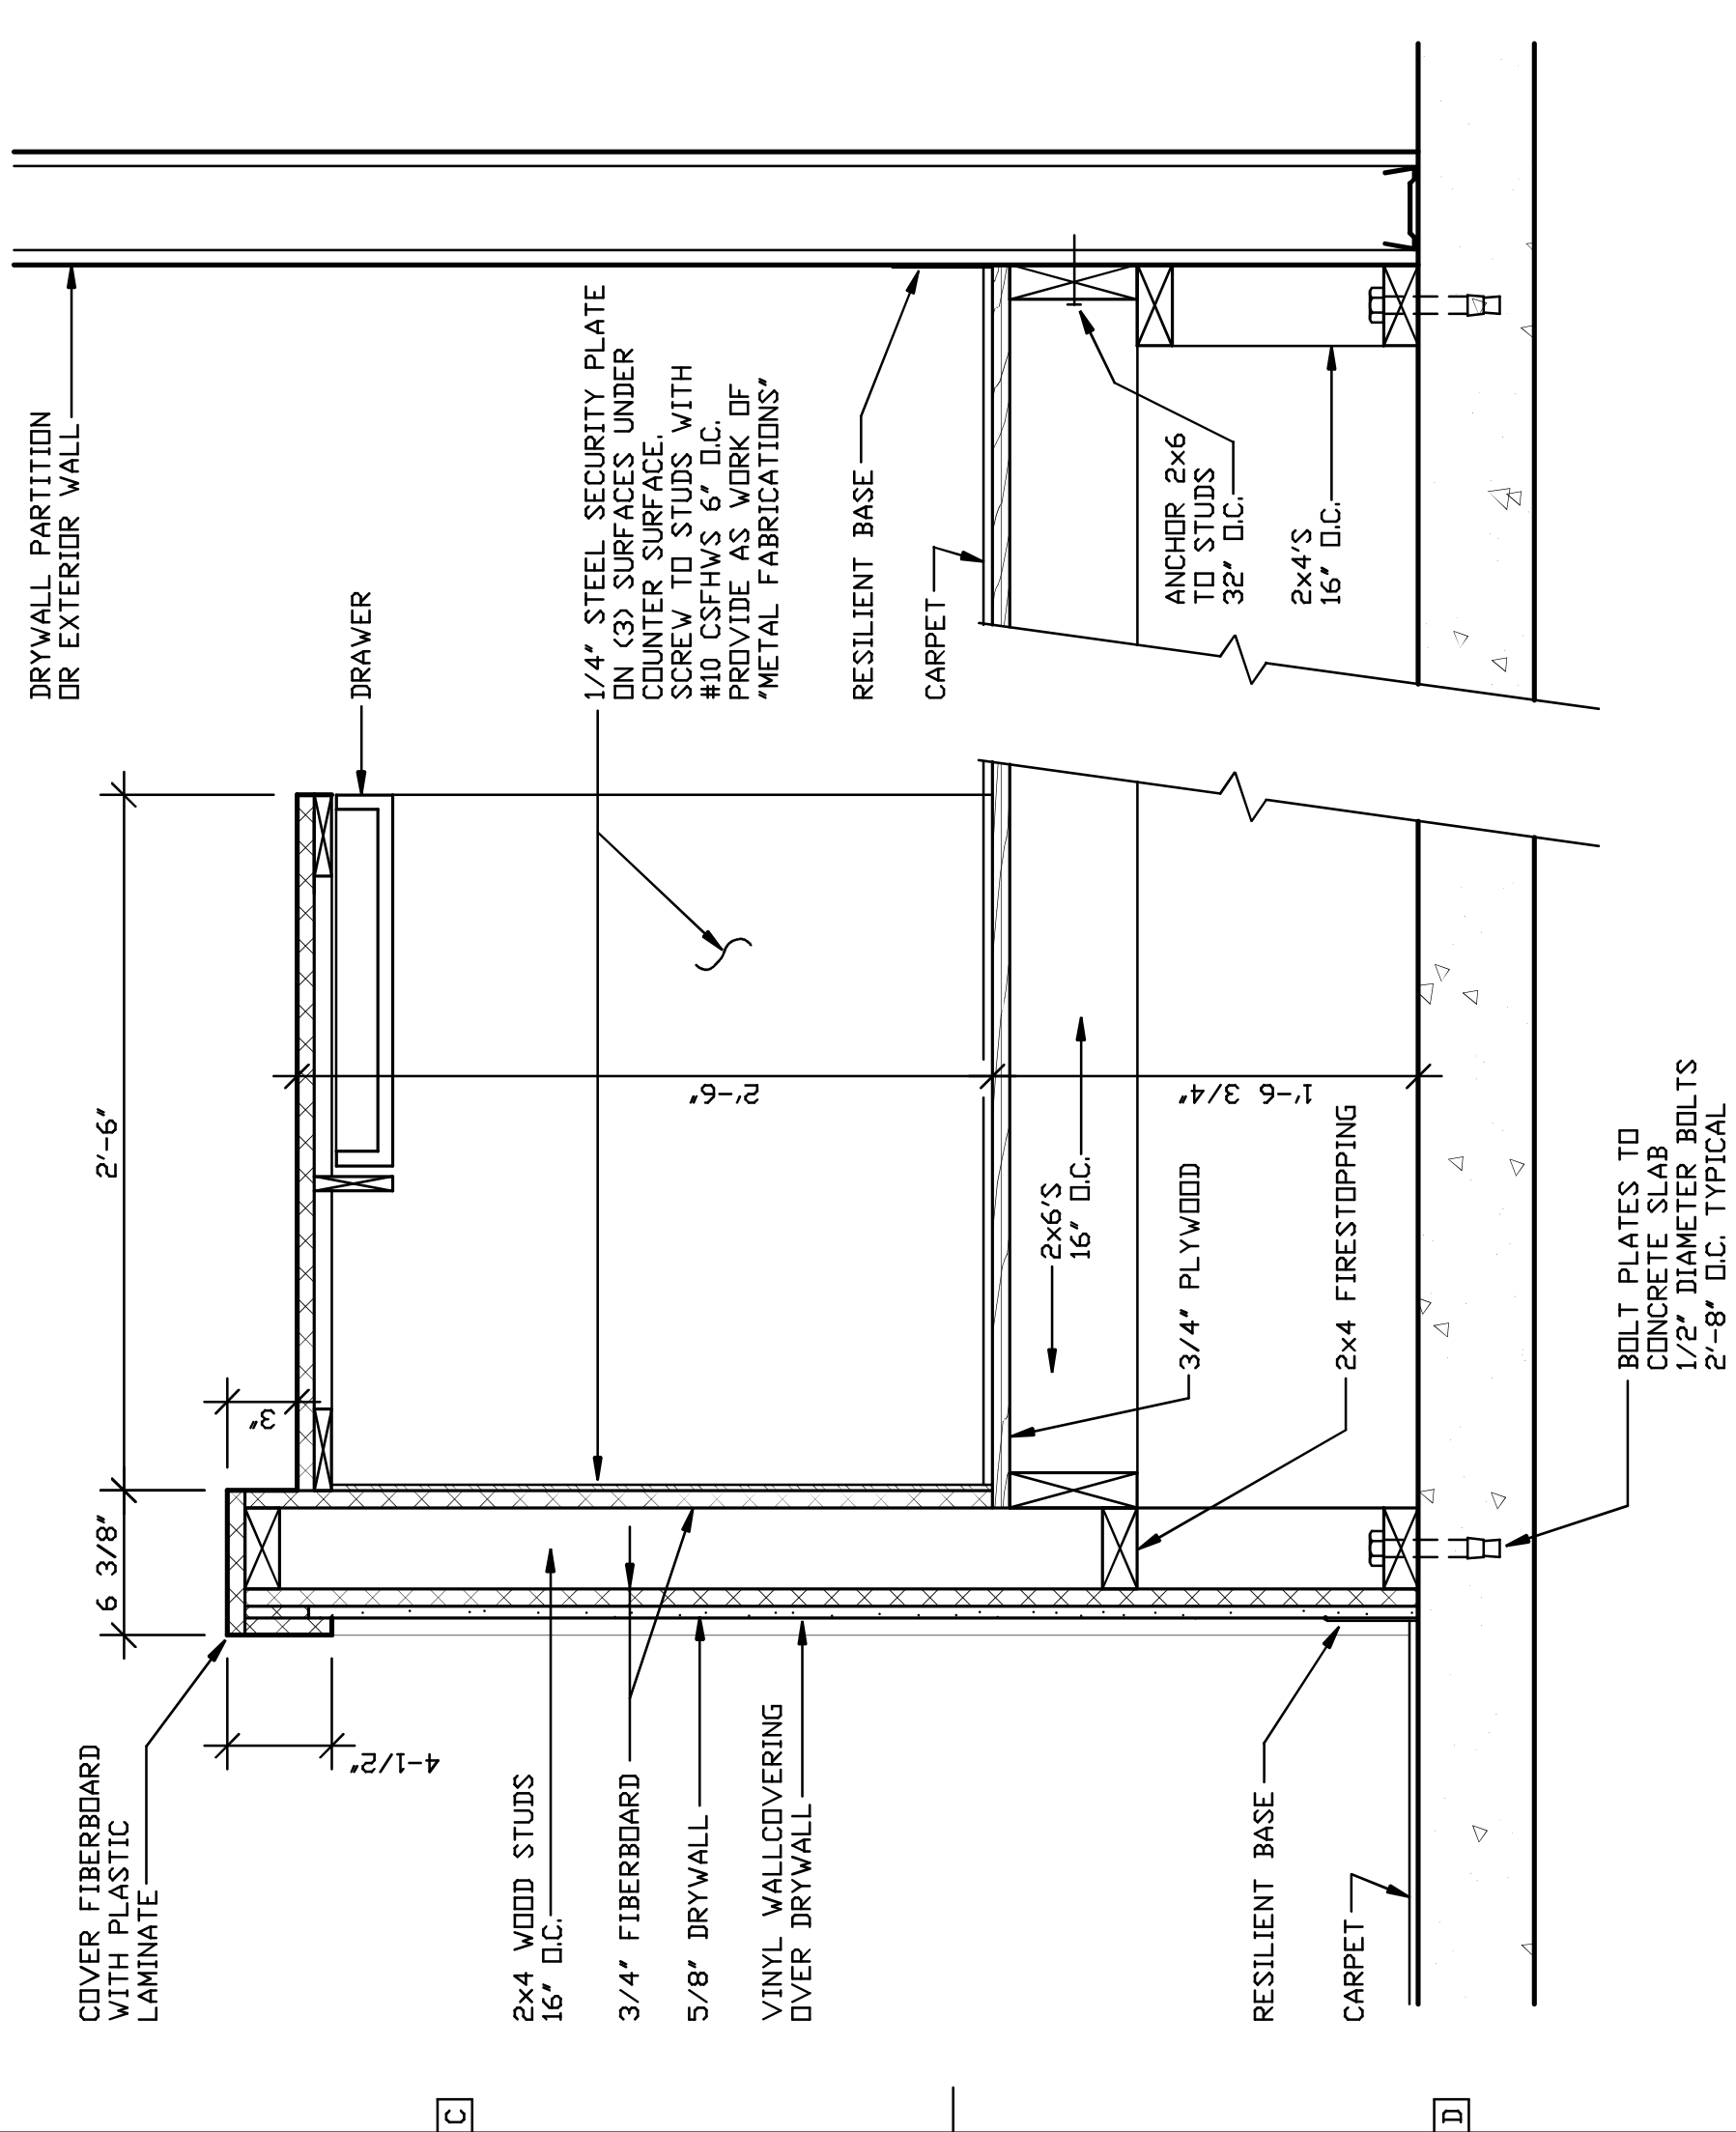 COVER FIBERBOARD
WITH PLASTIC
LAMINATE
6 3/8"
2'-6"
DRYWALL PARTITION
OR EXTERIOR WALL
4-1/2"
3"
DRAWER
2x4 WOOD STUDS
16" O.C.
3/4" FIBERBOARD
5/8" DRYWALL
VINYL WALLCOVERING
OVER DRYWALL
1/4" STEEL SECURITY PLATE
ON (3) SURFACES UNDER
COUNTER SURFACE.
SCREW TO STUDS WITH
#10 CSFHWS 6" O.C.
PROVIDE AS WORK OF
"METAL FABRICATIONS"
2'-6"
RESILIENT BASE
CARPET
2x6'S
16" O.C.
1'-6 3/4"
3/4" PLYWOOD
2x4 FIRESTOPPING
ANCHOR 2x6
TO STUDS
32" O.C.
2x4'S
16" O.C.
RESILIENT BASE
CARPET
BOLT PLATES TO
CONCRETE SLAB
1/2" DIAMETER BOLTS
2'-8" O.C. TYPICAL
C
D